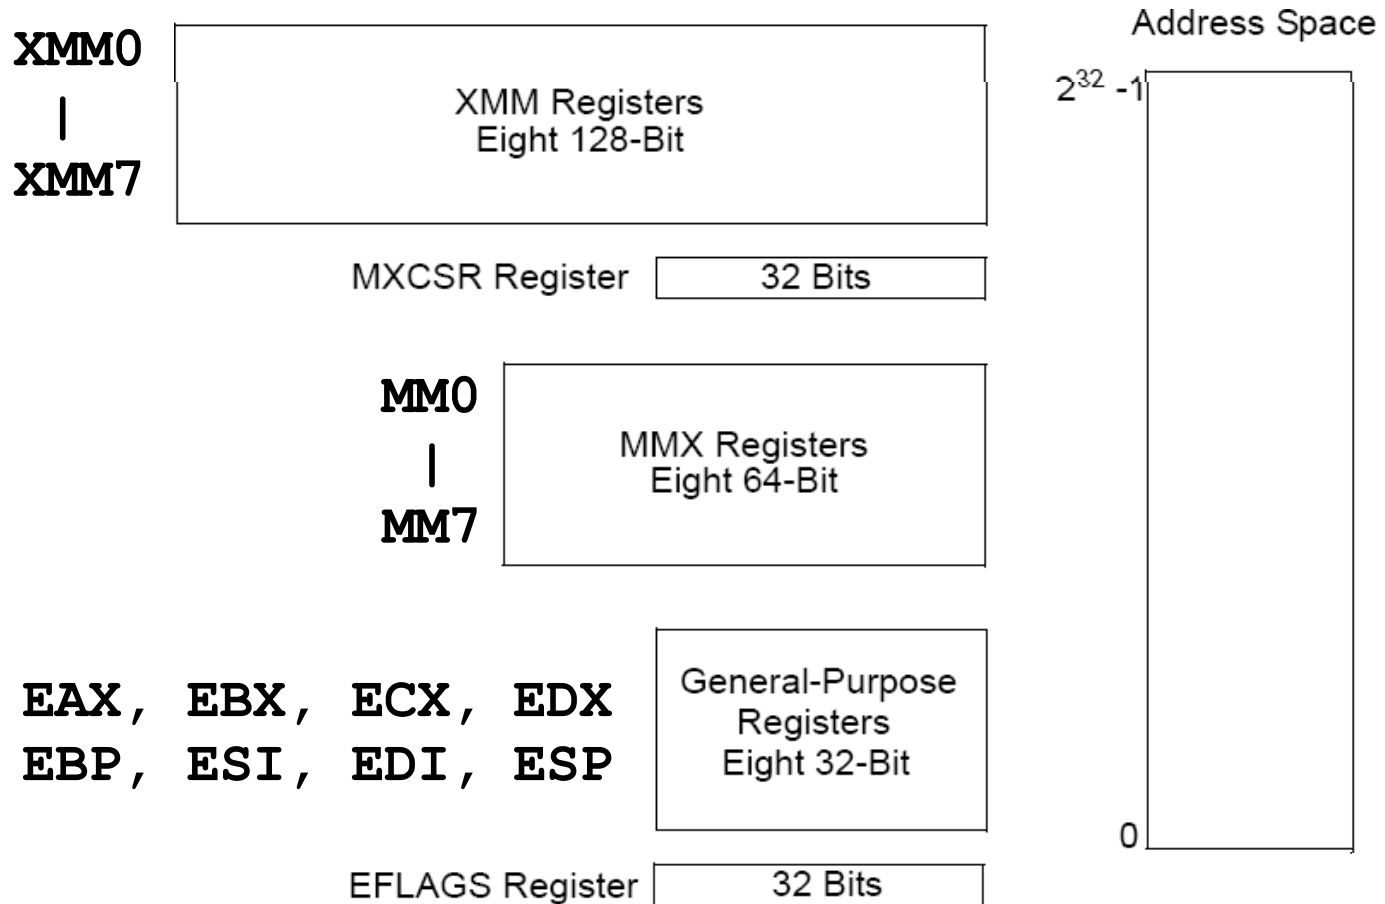 Address Space
XMM0
|
XMM7
XMM Registers
Eight 128-Bit
2³² -1
MXCSR Register
32 Bits
MM0
|
MM7
MMX Registers
Eight 64-Bit
EAX, EBX, ECX, EDX
EBP, ESI, EDI, ESP
General-Purpose
Registers
Eight 32-Bit
0
EFLAGS Register
32 Bits